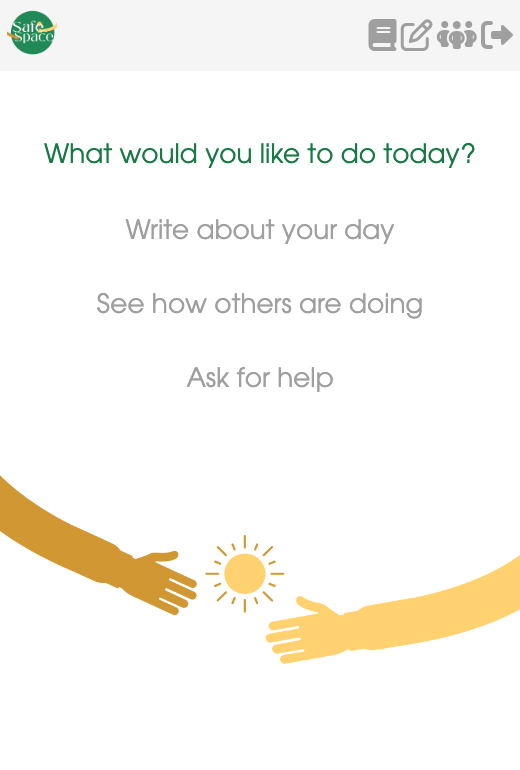 Safe
Space
What would you like to do today?
Write about your day
See how others are doing
Ask for help